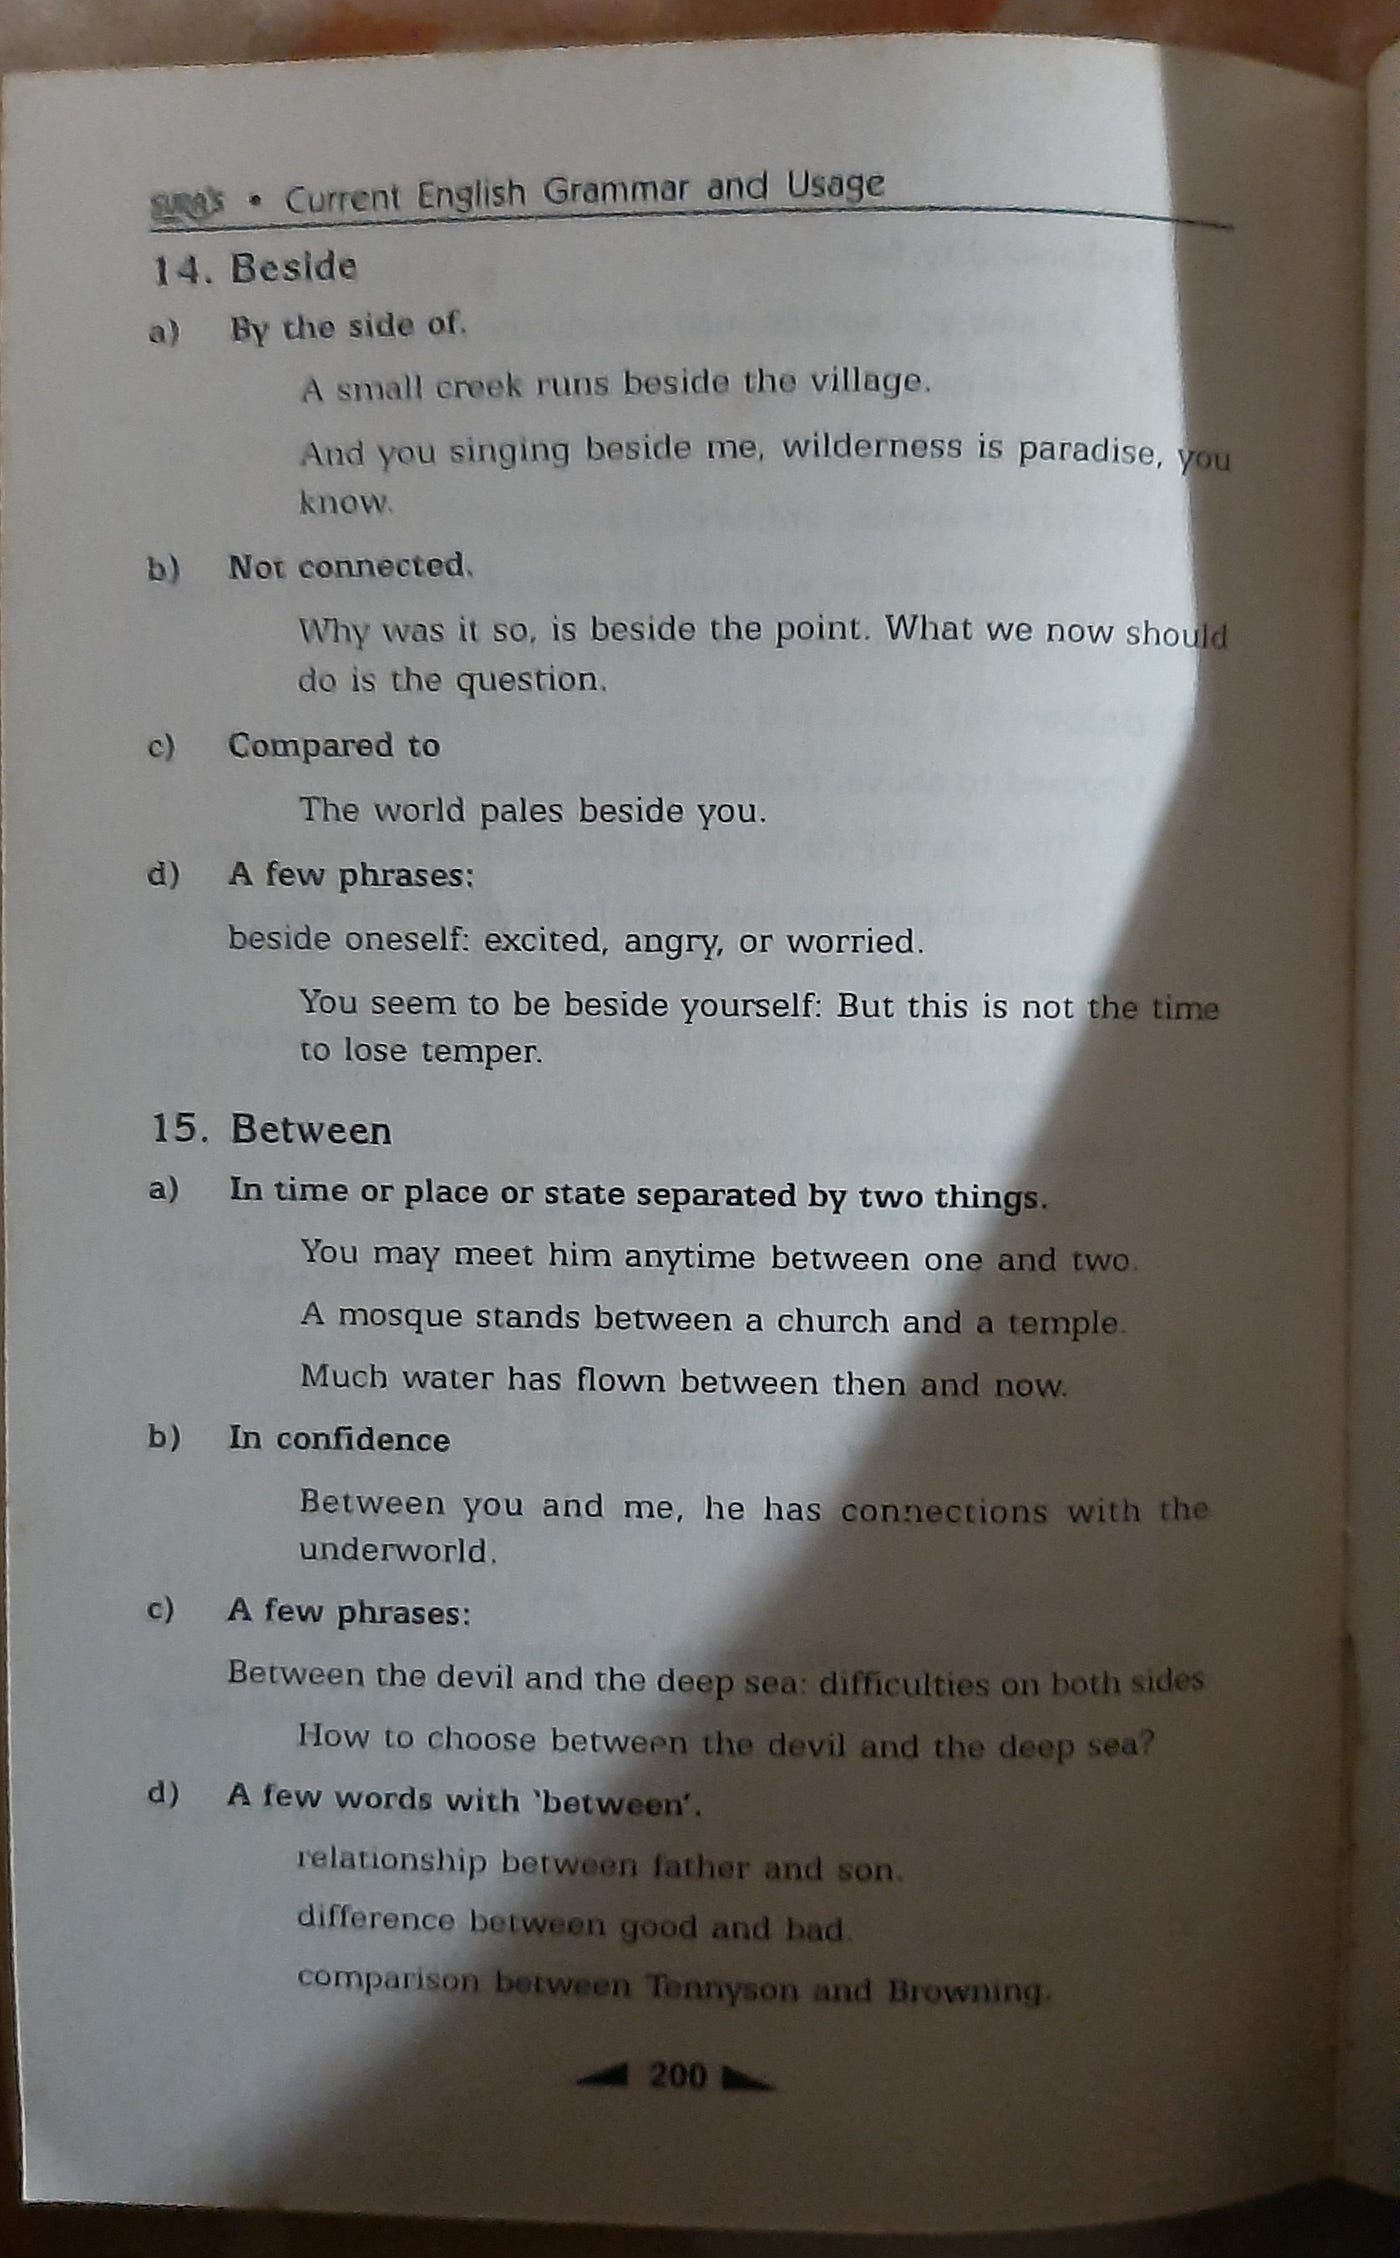 SURA'S • Current English Grammar and Usage
14. Beside
a) By the side of.
A small creek runs beside the village.
And you singing beside me, wilderness is paradise, you
know.
b) Not connected.
Why was it so, is beside the point. What we now should
do is the question.
c) Compared to
The world pales beside you.
d) A few phrases:
beside oneself: excited, angry, or worried.
You seem to be beside yourself: But this is not the time
to lose temper.
15. Between
a) In time or place or state separated by two things.
You may meet him anytime between one and two.
A mosque stands between a church and a temple.
Much water has flown between then and now.
b) In confidence
Between you and me, he has connections with the
underworld.
c) A few phrases:
Between the devil and the deep sea: difficulties on both sides
How to choose between the devil and the deep sea?
d) A few words with 'between'.
relationship between father and son.
difference between good and bad.
comparison between Tennyson and Browning.
200